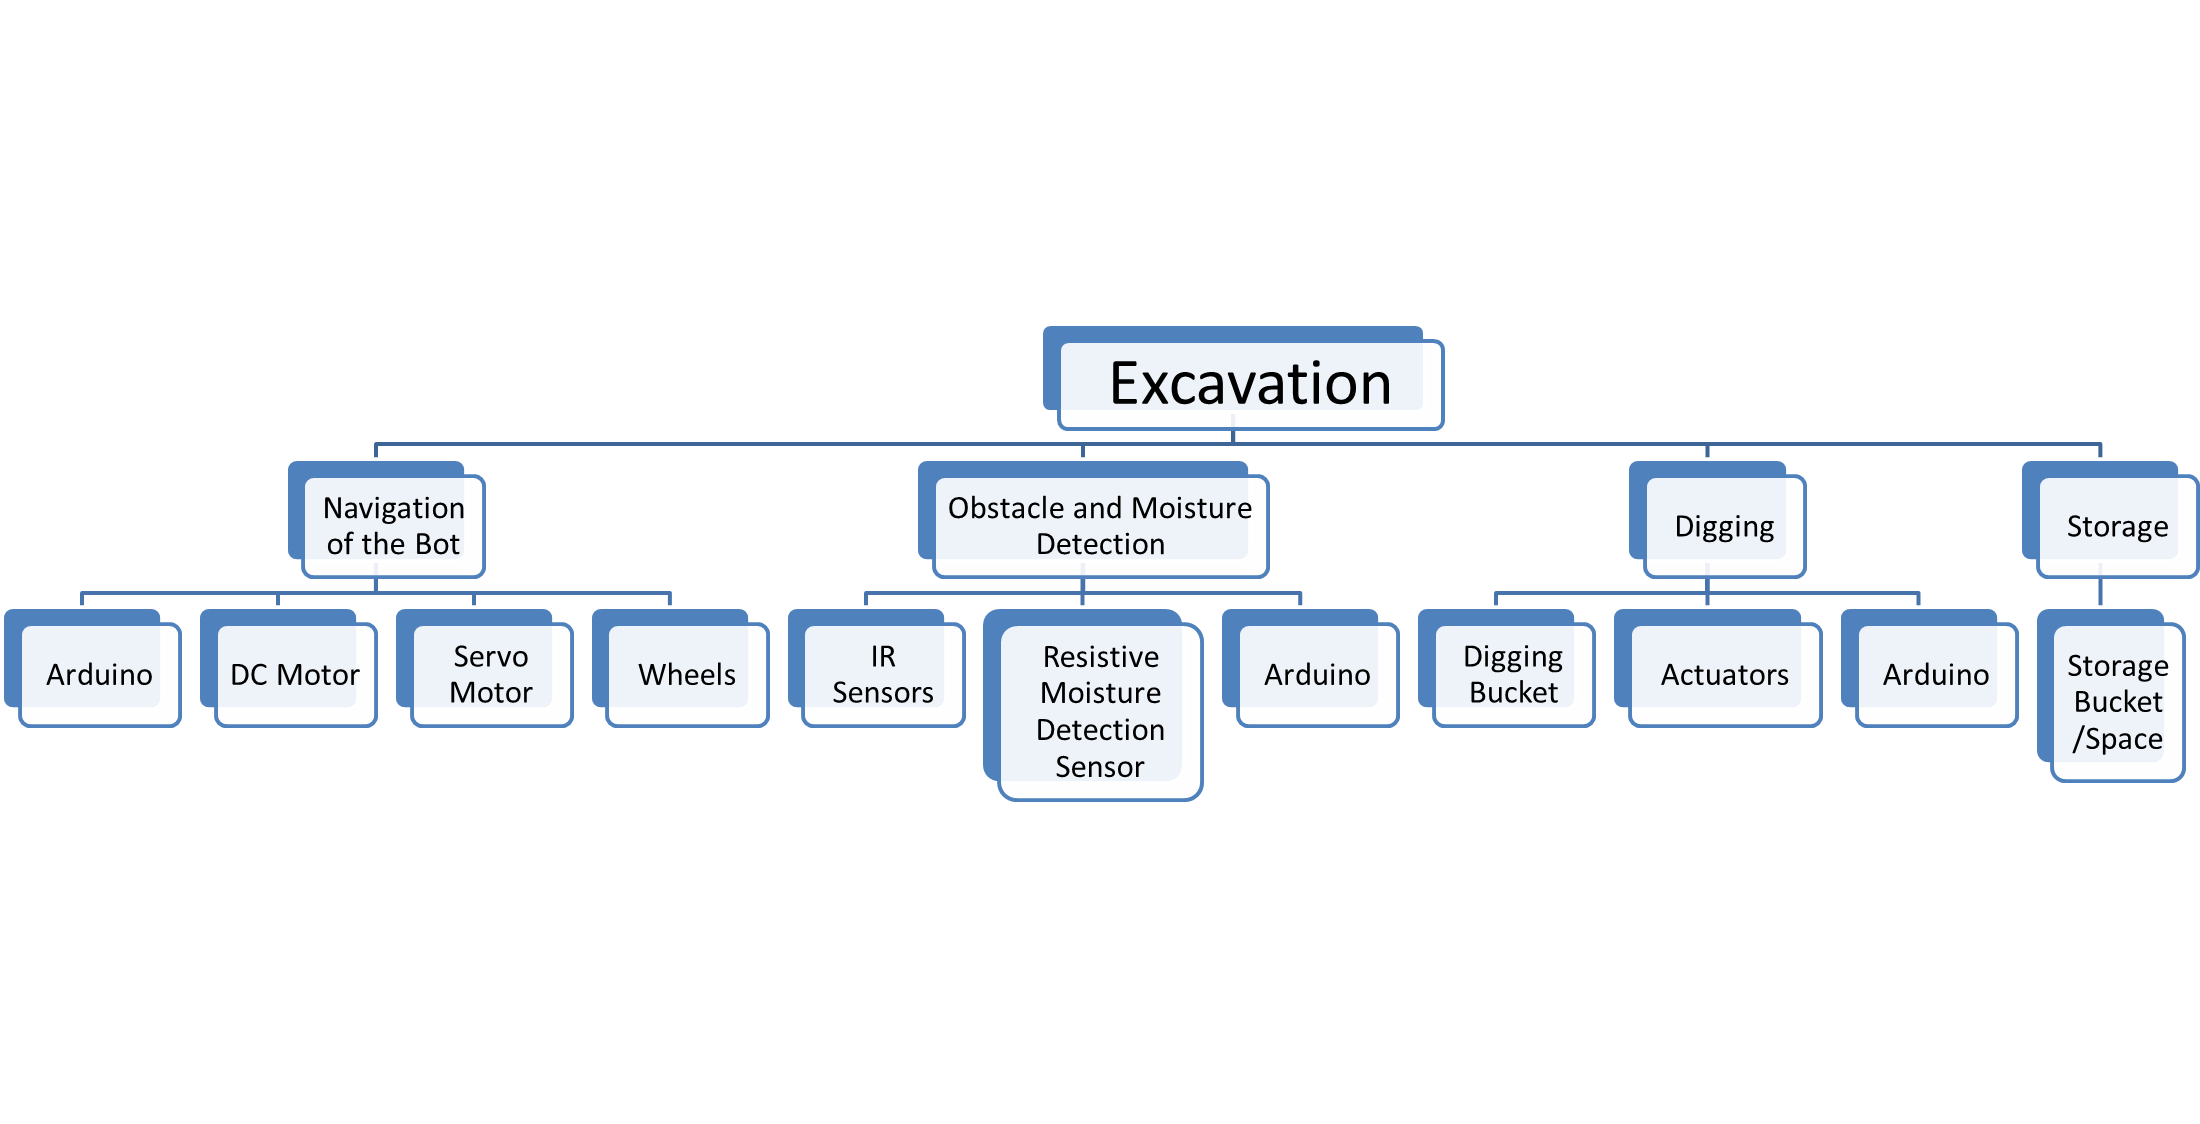 Excavation
Navigation
of the Bot
Obstacle and Moisture
Detection
Digging
Storage
Arduino
DC Motor
Servo
Motor
Wheels
IR
Sensors
Resistive
Moisture
Detection
Sensor
Arduino
Digging
Bucket
Actuators
Arduino
Storage
Bucket
/Space